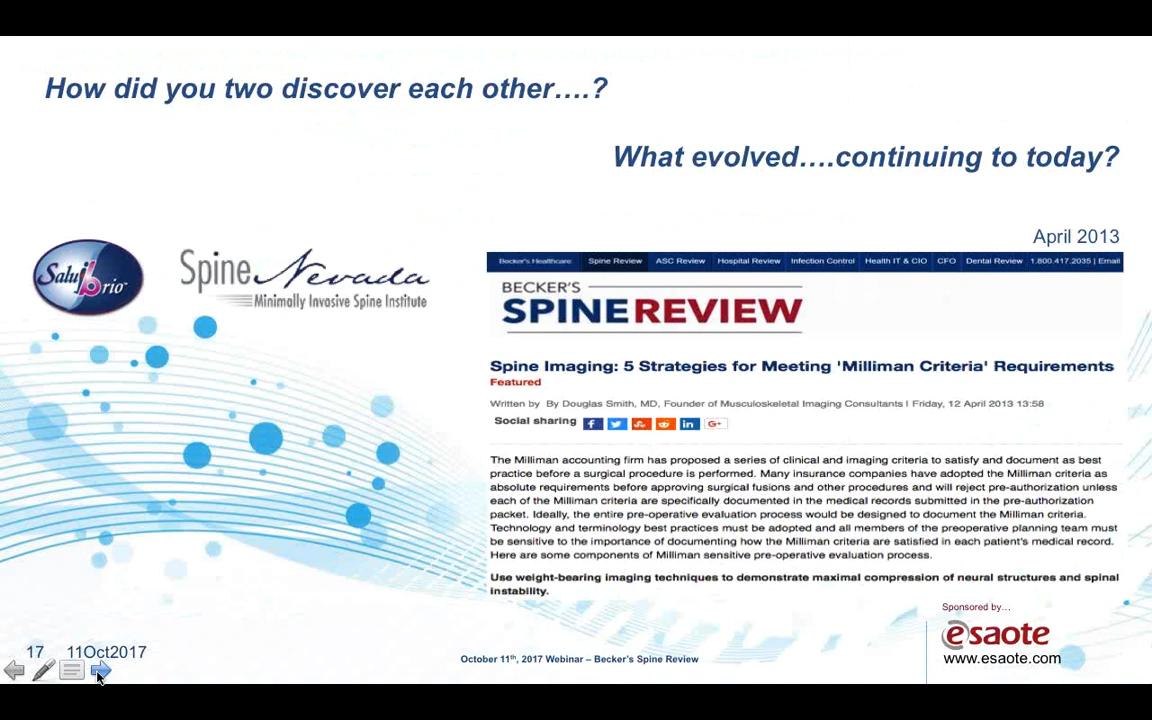 How did you two discover each other….?
What evolved….continuing to today?
April 2013
Salubrio™
Spine Nevada
Minimally Invasive Spine Institute
Becker's Healthcare Spine Review ASC Review Hospital Review Infection Control Health IT & CIO CFO Dental Review 1.800.417.2035 | Email
BECKER'S
SPINE REVIEW
Spine Imaging: 5 Strategies for Meeting 'Milliman Criteria' Requirements
Featured
Written by By Douglas Smith, MD, Founder of Musculoskeletal Imaging Consultants | Friday, 12 April 2013 13:58
Social sharing
G+
The Milliman accounting firm has proposed a series of clinical and imaging criteria to satisfy and document as best
practice before a surgical procedure is performed. Many insurance companies have adopted the Milliman criteria as
absolute requirements before approving surgical fusions and other procedures and will reject pre-authorization unless
each of the Milliman criteria are specifically documented in the medical records submitted in the pre-authorization
packet. Ideally, the entire pre-operative evaluation process would be designed to document the Milliman criteria.
Technology and terminology best practices must be adopted and all members of the preoperative planning team must
be sensitive to the importance of documenting how the Milliman criteria are satisfied in each patient's medical record.
Here are some components of Milliman sensitive pre-operative evaluation process.
Use weight-bearing imaging techniques to demonstrate maximal compression of neural structures and spinal
instability.
Sponsored by…
esaote
www.esaote.com
17 11Oct2017
October 11th, 2017 Webinar – Becker's Spine Review